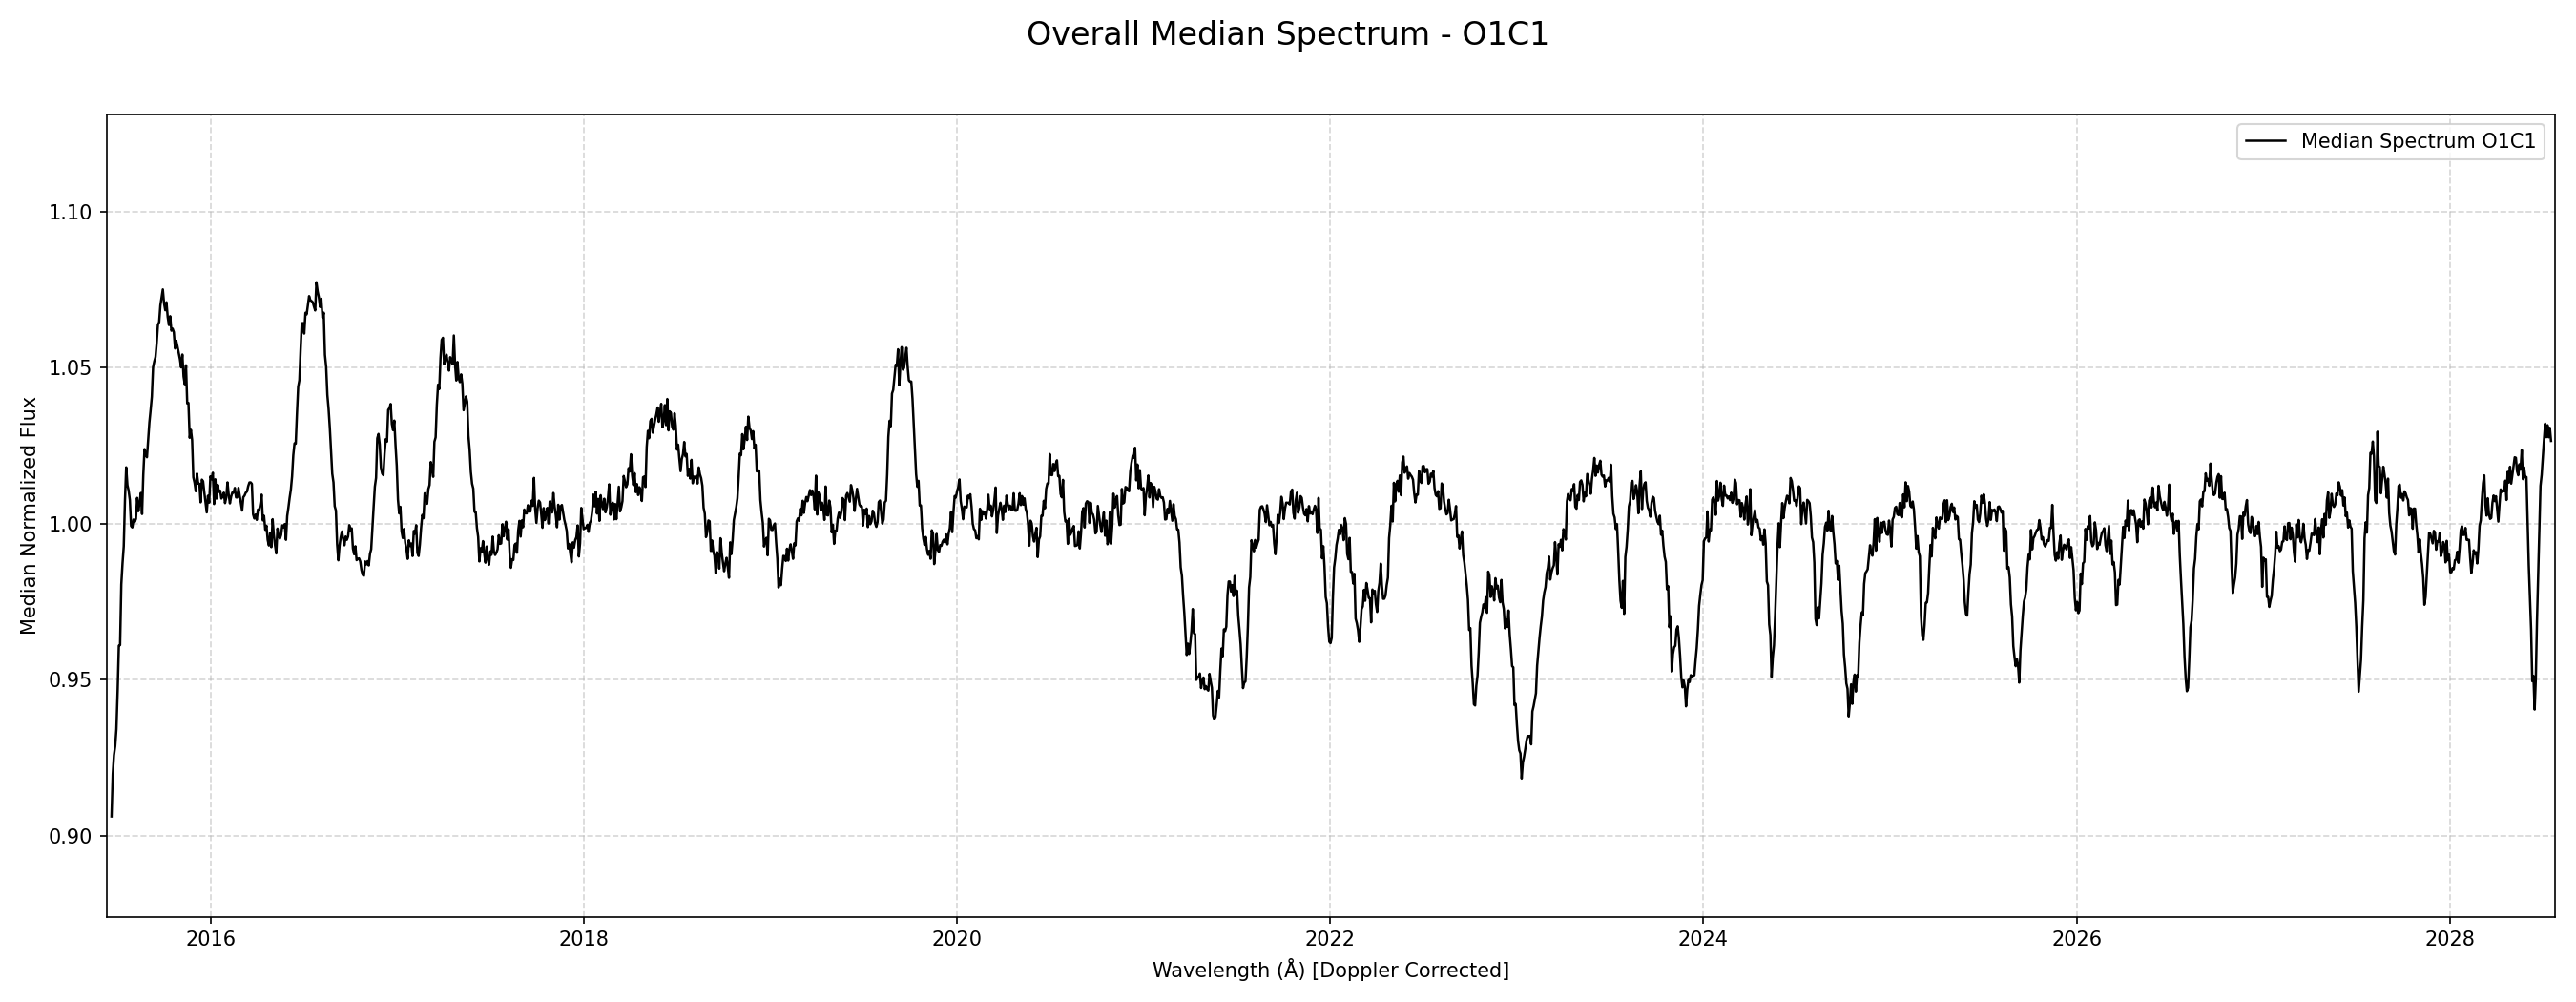 Overall Median Spectrum - O1C1
Median Spectrum O1C1
Median Normalized Flux
1.10
1.05
1.00
0.95
0.90
2016 2018 2020 2022 2024 2026 2028
Wavelength (Å) [Doppler Corrected]